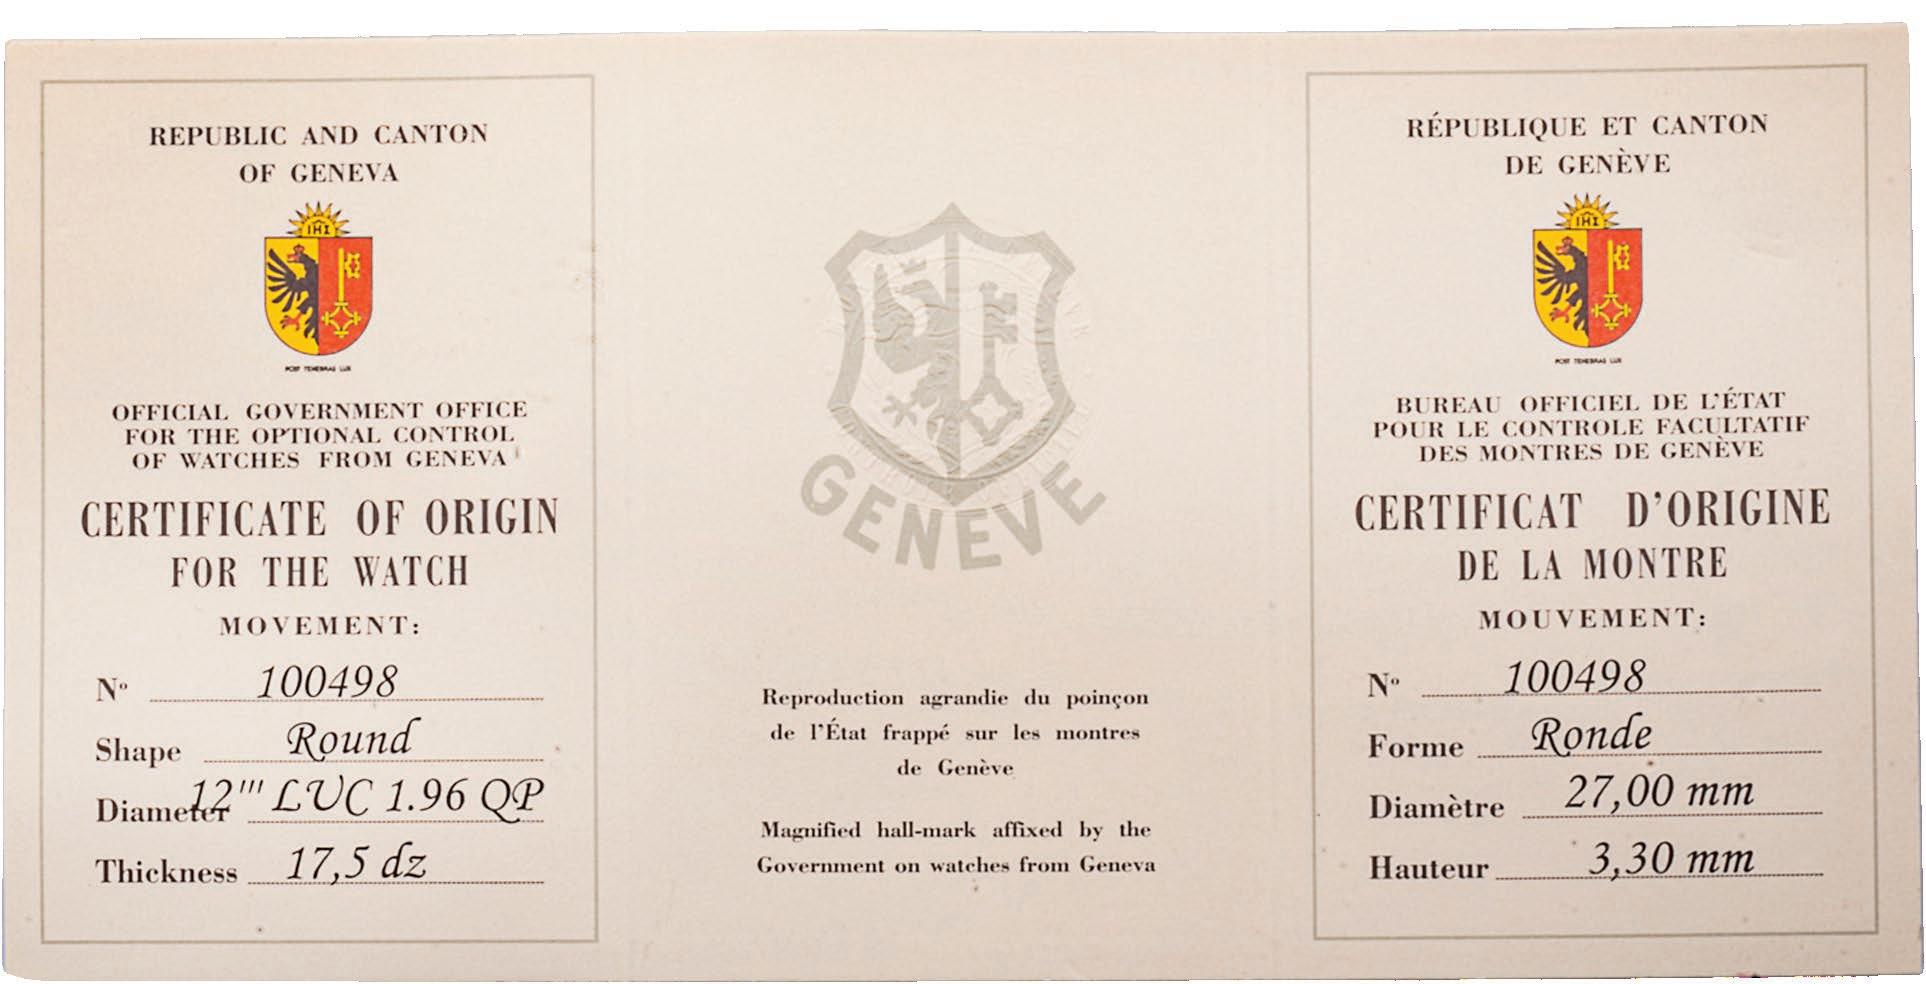 REPUBLIC AND CANTON
OF GENEVA
IHΣ
POST TENEBRAS LUX
OFFICIAL GOVERNMENT OFFICE
FOR THE OPTIONAL CONTROL
OF WATCHES FROM GENEVA
CERTIFICATE OF ORIGIN
FOR THE WATCH
MOVEMENT:
Nº 100498
Shape Round
Diameter 12''' LUC 1.96 QP
Thickness 17,5 dz
GENEVE
Reproduction agrandie du poinçon
de l'État frappé sur les montres
de Genève
Magnified hall-mark affixed by the
Government on watches from Geneva
RÉPUBLIQUE ET CANTON
DE GENÈVE
IHΣ
POST TENEBRAS LUX
BUREAU OFFICIEL DE L'ÉTAT
POUR LE CONTROLE FACULTATIF
DES MONTRES DE GENÈVE
CERTIFICAT D'ORIGINE
DE LA MONTRE
MOUVEMENT:
Nº 100498
Forme Ronde
Diamètre 27,00 mm
Hauteur 3,30 mm